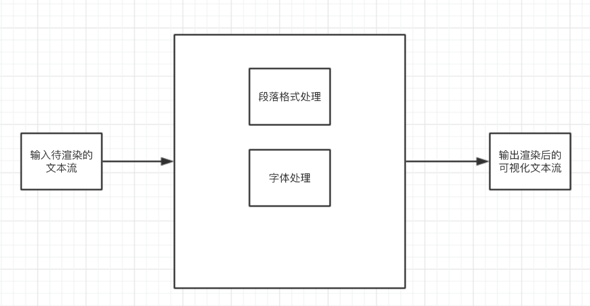 输入待渲染的
文本流
段落格式处理
字体处理
输出渲染后的
可视化文本流